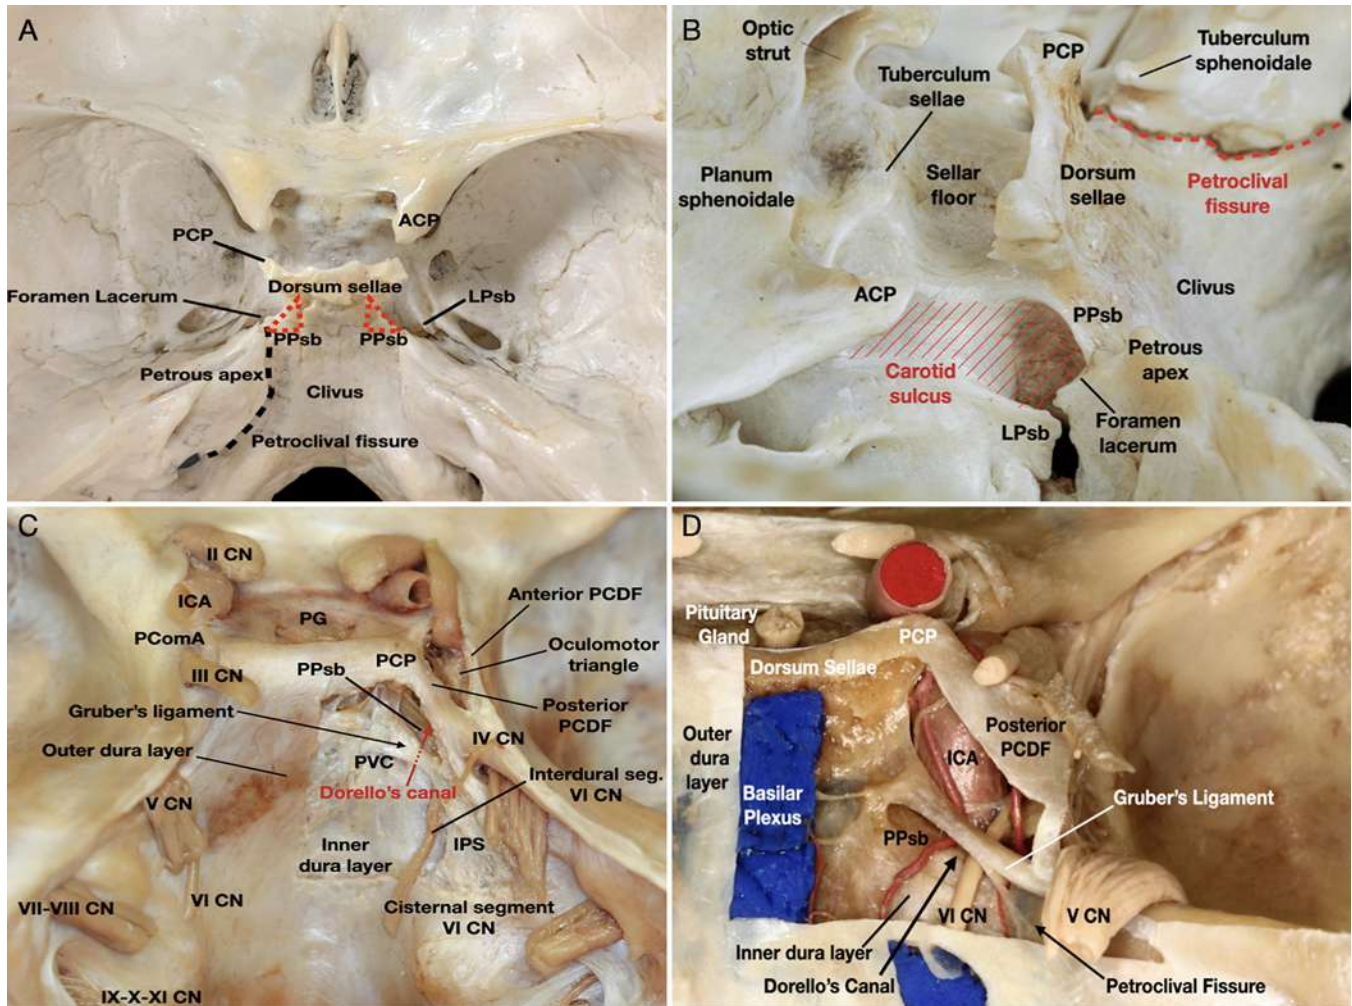 A
PCP
ACP
Dorsum sellae
Foramen Lacerum
LPsb
PPsb
PPsb
Petrous apex
Clivus
Petroclival fissure
B
Optic
strut
PCP
Tuberculum
sphenoidale
Tuberculum
sellae
Planum
sphenoidale
Sellar
floor
Dorsum
sellae
Petroclival
fissure
ACP
Clivus
PPsb
Petrous
apex
Carotid
sulcus
LPsb
Foramen
lacerum
C
II CN
ICA
PG
Anterior PCDF
PComA
PCP
Oculomotor
triangle
PPsb
III CN
Gruber's ligament
Posterior
PCDF
Outer dura layer
IV CN
PVC
Interdural seg.
VI CN
Dorello's canal
V CN
Inner
dura layer
IPS
VI CN
Cisternal segment
VI CN
VII-VIII CN
IX-X-XI CN
D
Pituitary
Gland
PCP
Dorsum Sellae
Outer
dura
layer
Posterior
PCDF
ICA
Basilar
Plexus
Gruber's Ligament
PPsb
VI CN
V CN
Inner dura layer
Dorello's Canal
Petroclival Fissure